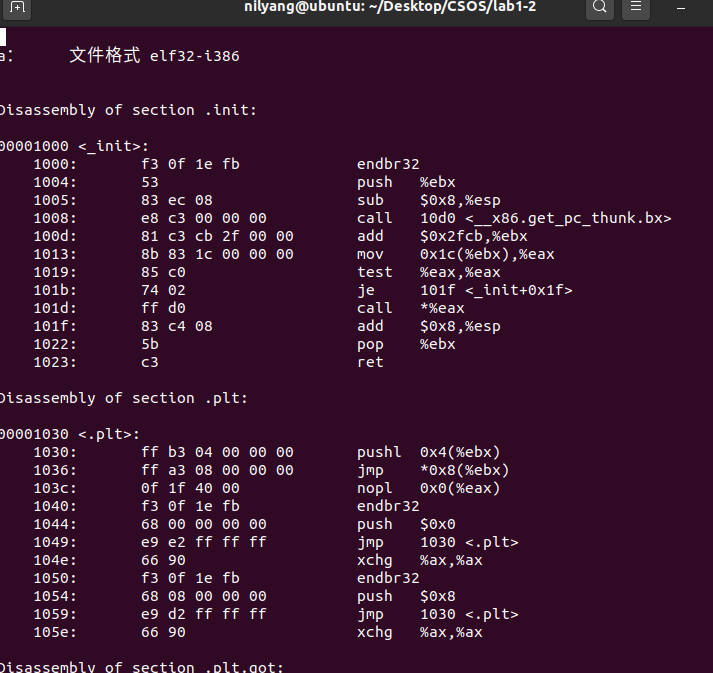 nilyang@ubuntu: ~/Desktop/CSOS/lab1-2
a:      文件格式 elf32-i386
Disassembly of section .init:
00001000 <_init>:
    1000:       f3 0f 1e fb             endbr32
    1004:       53                      push   %ebx
    1005:       83 ec 08                sub    $0x8,%esp
    1008:       e8 c3 00 00 00          call   10d0 <__x86.get_pc_thunk.bx>
    100d:       81 c3 cb 2f 00 00       add    $0x2fcb,%ebx
    1013:       8b 83 1c 00 00 00       mov    0x1c(%ebx),%eax
    1019:       85 c0                   test   %eax,%eax
    101b:       74 02                   je     101f <_init+0x1f>
    101d:       ff d0                   call   *%eax
    101f:       83 c4 08                add    $0x8,%esp
    1022:       5b                      pop    %ebx
    1023:       c3                      ret
Disassembly of section .plt:
00001030 <.plt>:
    1030:       ff b3 04 00 00 00       pushl  0x4(%ebx)
    1036:       ff a3 08 00 00 00       jmp    *0x8(%ebx)
    103c:       0f 1f 40 00             nopl   0x0(%eax)
    1040:       f3 0f 1e fb             endbr32
    1044:       68 00 00 00 00          push   $0x0
    1049:       e9 e2 ff ff ff          jmp    1030 <.plt>
    104e:       66 90                   xchg   %ax,%ax
    1050:       f3 0f 1e fb             endbr32
    1054:       68 08 00 00 00          push   $0x8
    1059:       e9 d2 ff ff ff          jmp    1030 <.plt>
    105e:       66 90                   xchg   %ax,%ax
Disassembly of section .plt.got: